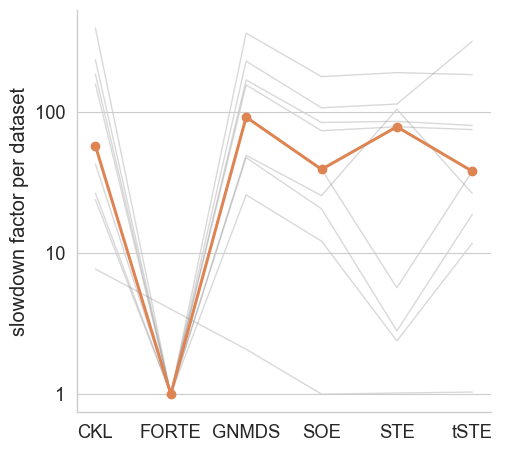 slowdown factor per dataset
100
10
1
CKL FORTE GNMDS SOE STE tSTE